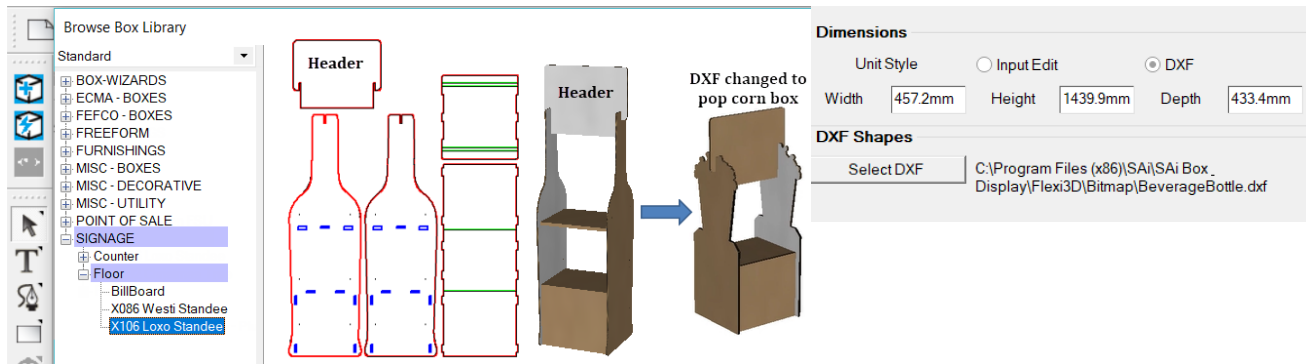 Browse Box Library
Standard
BOX-WIZARDS
ECMA - BOXES
FEFCO - BOXES
FREEFORM
FURNISHINGS
MISC - BOXES
MISC - DECORATIVE
MISC - UTILITY
POINT OF SALE
SIGNAGE
Counter
Floor
BillBoard
X086 Westi Standee
X106 Loxo Standee
T
Header
Header
DXF changed to
pop corn box
Dimensions
Unit Style Input Edit DXF
Width 457.2mm Height 1439.9mm Depth 433.4mm
DXF Shapes
Select DXF C:\Program Files (x86)\SAi\SAi Box_
Display\Flexi3D\Bitmap\BeverageBottle.dxf